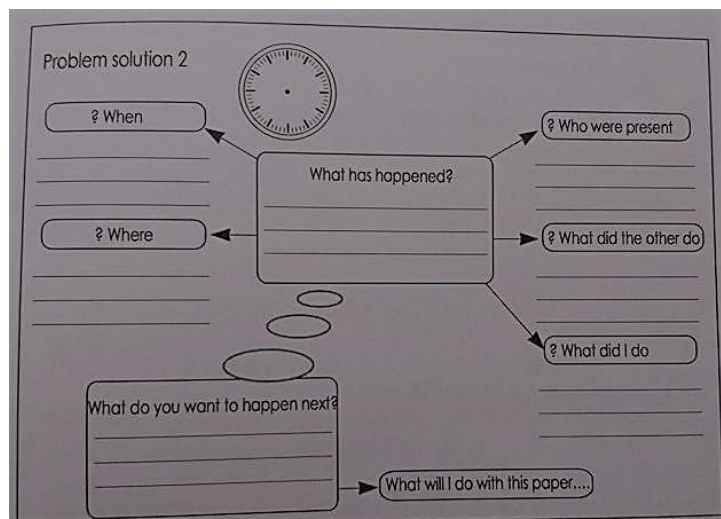 Problem solution 2
? When
? Who were present
What has happened?
? Where
? What did the other do
? What did I do
What do you want to happen next?
What will I do with this paper....